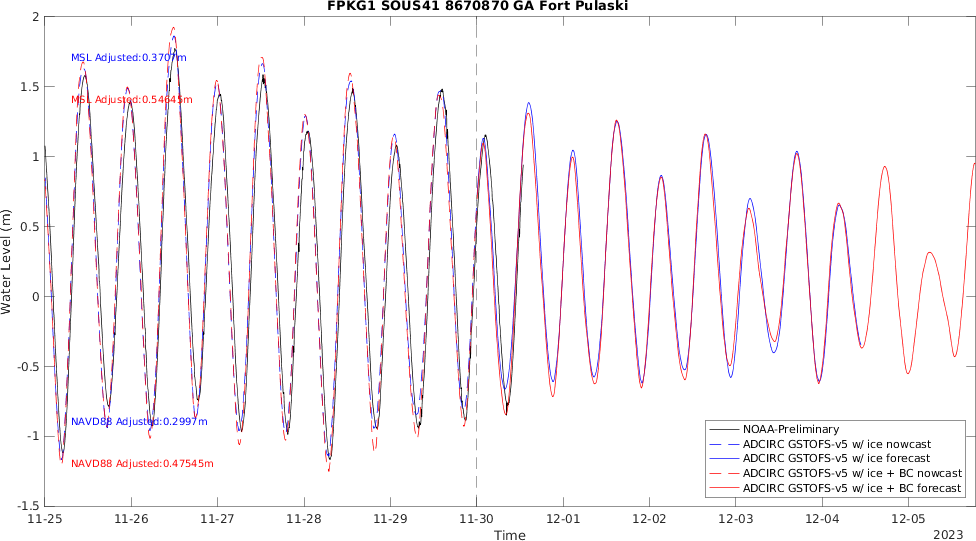 FPKG1 SOUS41 8670870 GA Fort Pulaski
2
1.5
1
0.5
0
-0.5
-1
-1.5
Water Level (m)
MSL Adjusted:0.3707m
MSL Adjusted:0.54645m
NAVD88 Adjusted:0.2997m
NAVD88 Adjusted:0.47545m
NOAA-Preliminary
ADCIRC GSTOFS-v5 w/ ice nowcast
ADCIRC GSTOFS-v5 w/ ice forecast
ADCIRC GSTOFS-v5 w/ ice + BC nowcast
ADCIRC GSTOFS-v5 w/ ice + BC forecast
11-25 11-26 11-27 11-28 11-29 11-30 12-01 12-02 12-03 12-04 12-05
Time
2023